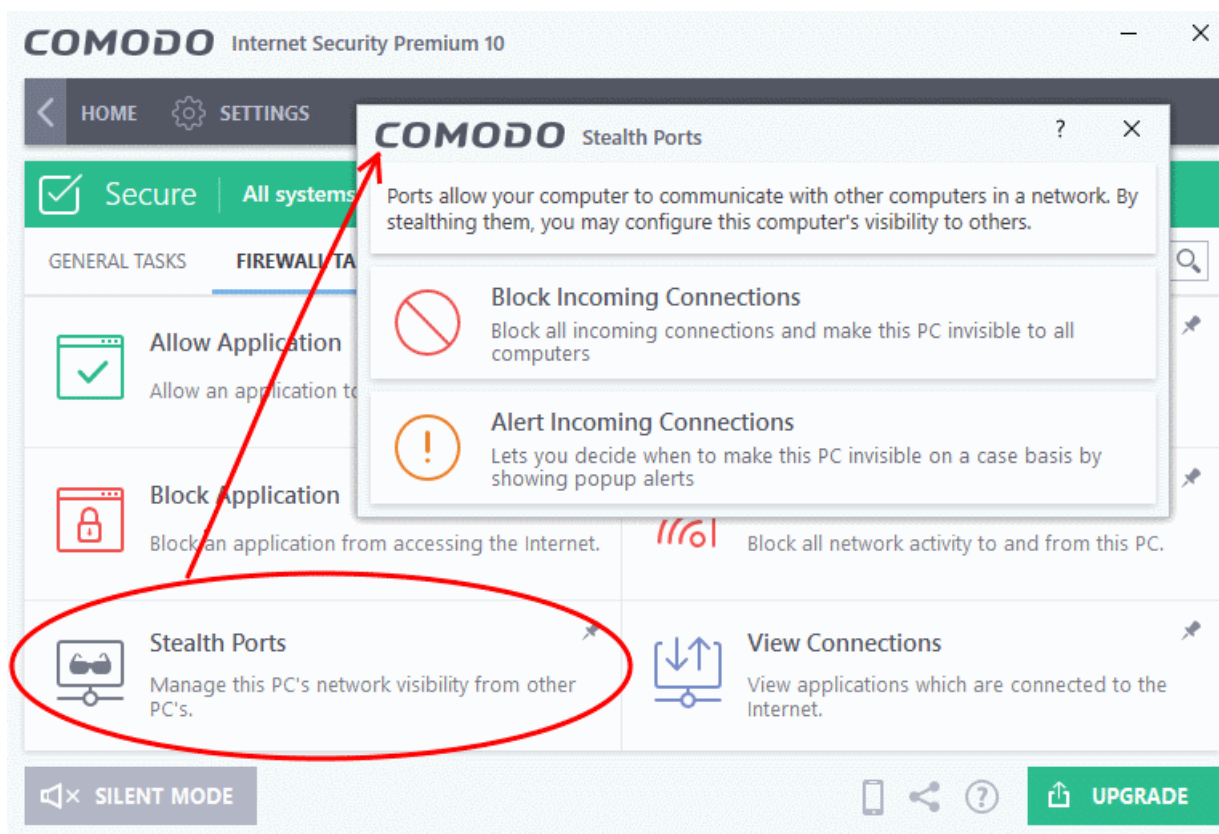 COMODO Internet Security Premium 10
HOME
SETTINGS
COMODO Stealth Ports
?
Secure
All systems
Ports allow your computer to communicate with other computers in a network. By
stealthing them, you may configure this computer's visibility to others.
GENERAL TASKS
FIREWALL TA
Block Incoming Connections
Block all incoming connections and make this PC invisible to all
computers
Alert Incoming Connections
Lets you decide when to make this PC invisible on a case basis by
showing popup alerts
Allow Application
Allow an application to
Block Application
Block an application from accessing the Internet.
Block all network activity to and from this PC.
Stealth Ports
Manage this PC's network visibility from other
PC's.
View Connections
View applications which are connected to the
Internet.
SILENT MODE
?
UPGRADE